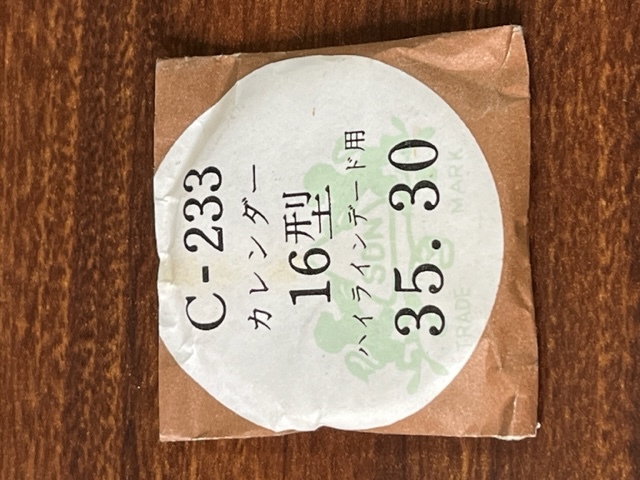 C-233
カレンダー
16型
ハイラインデード用
35.30
SUN
TRADE MARK